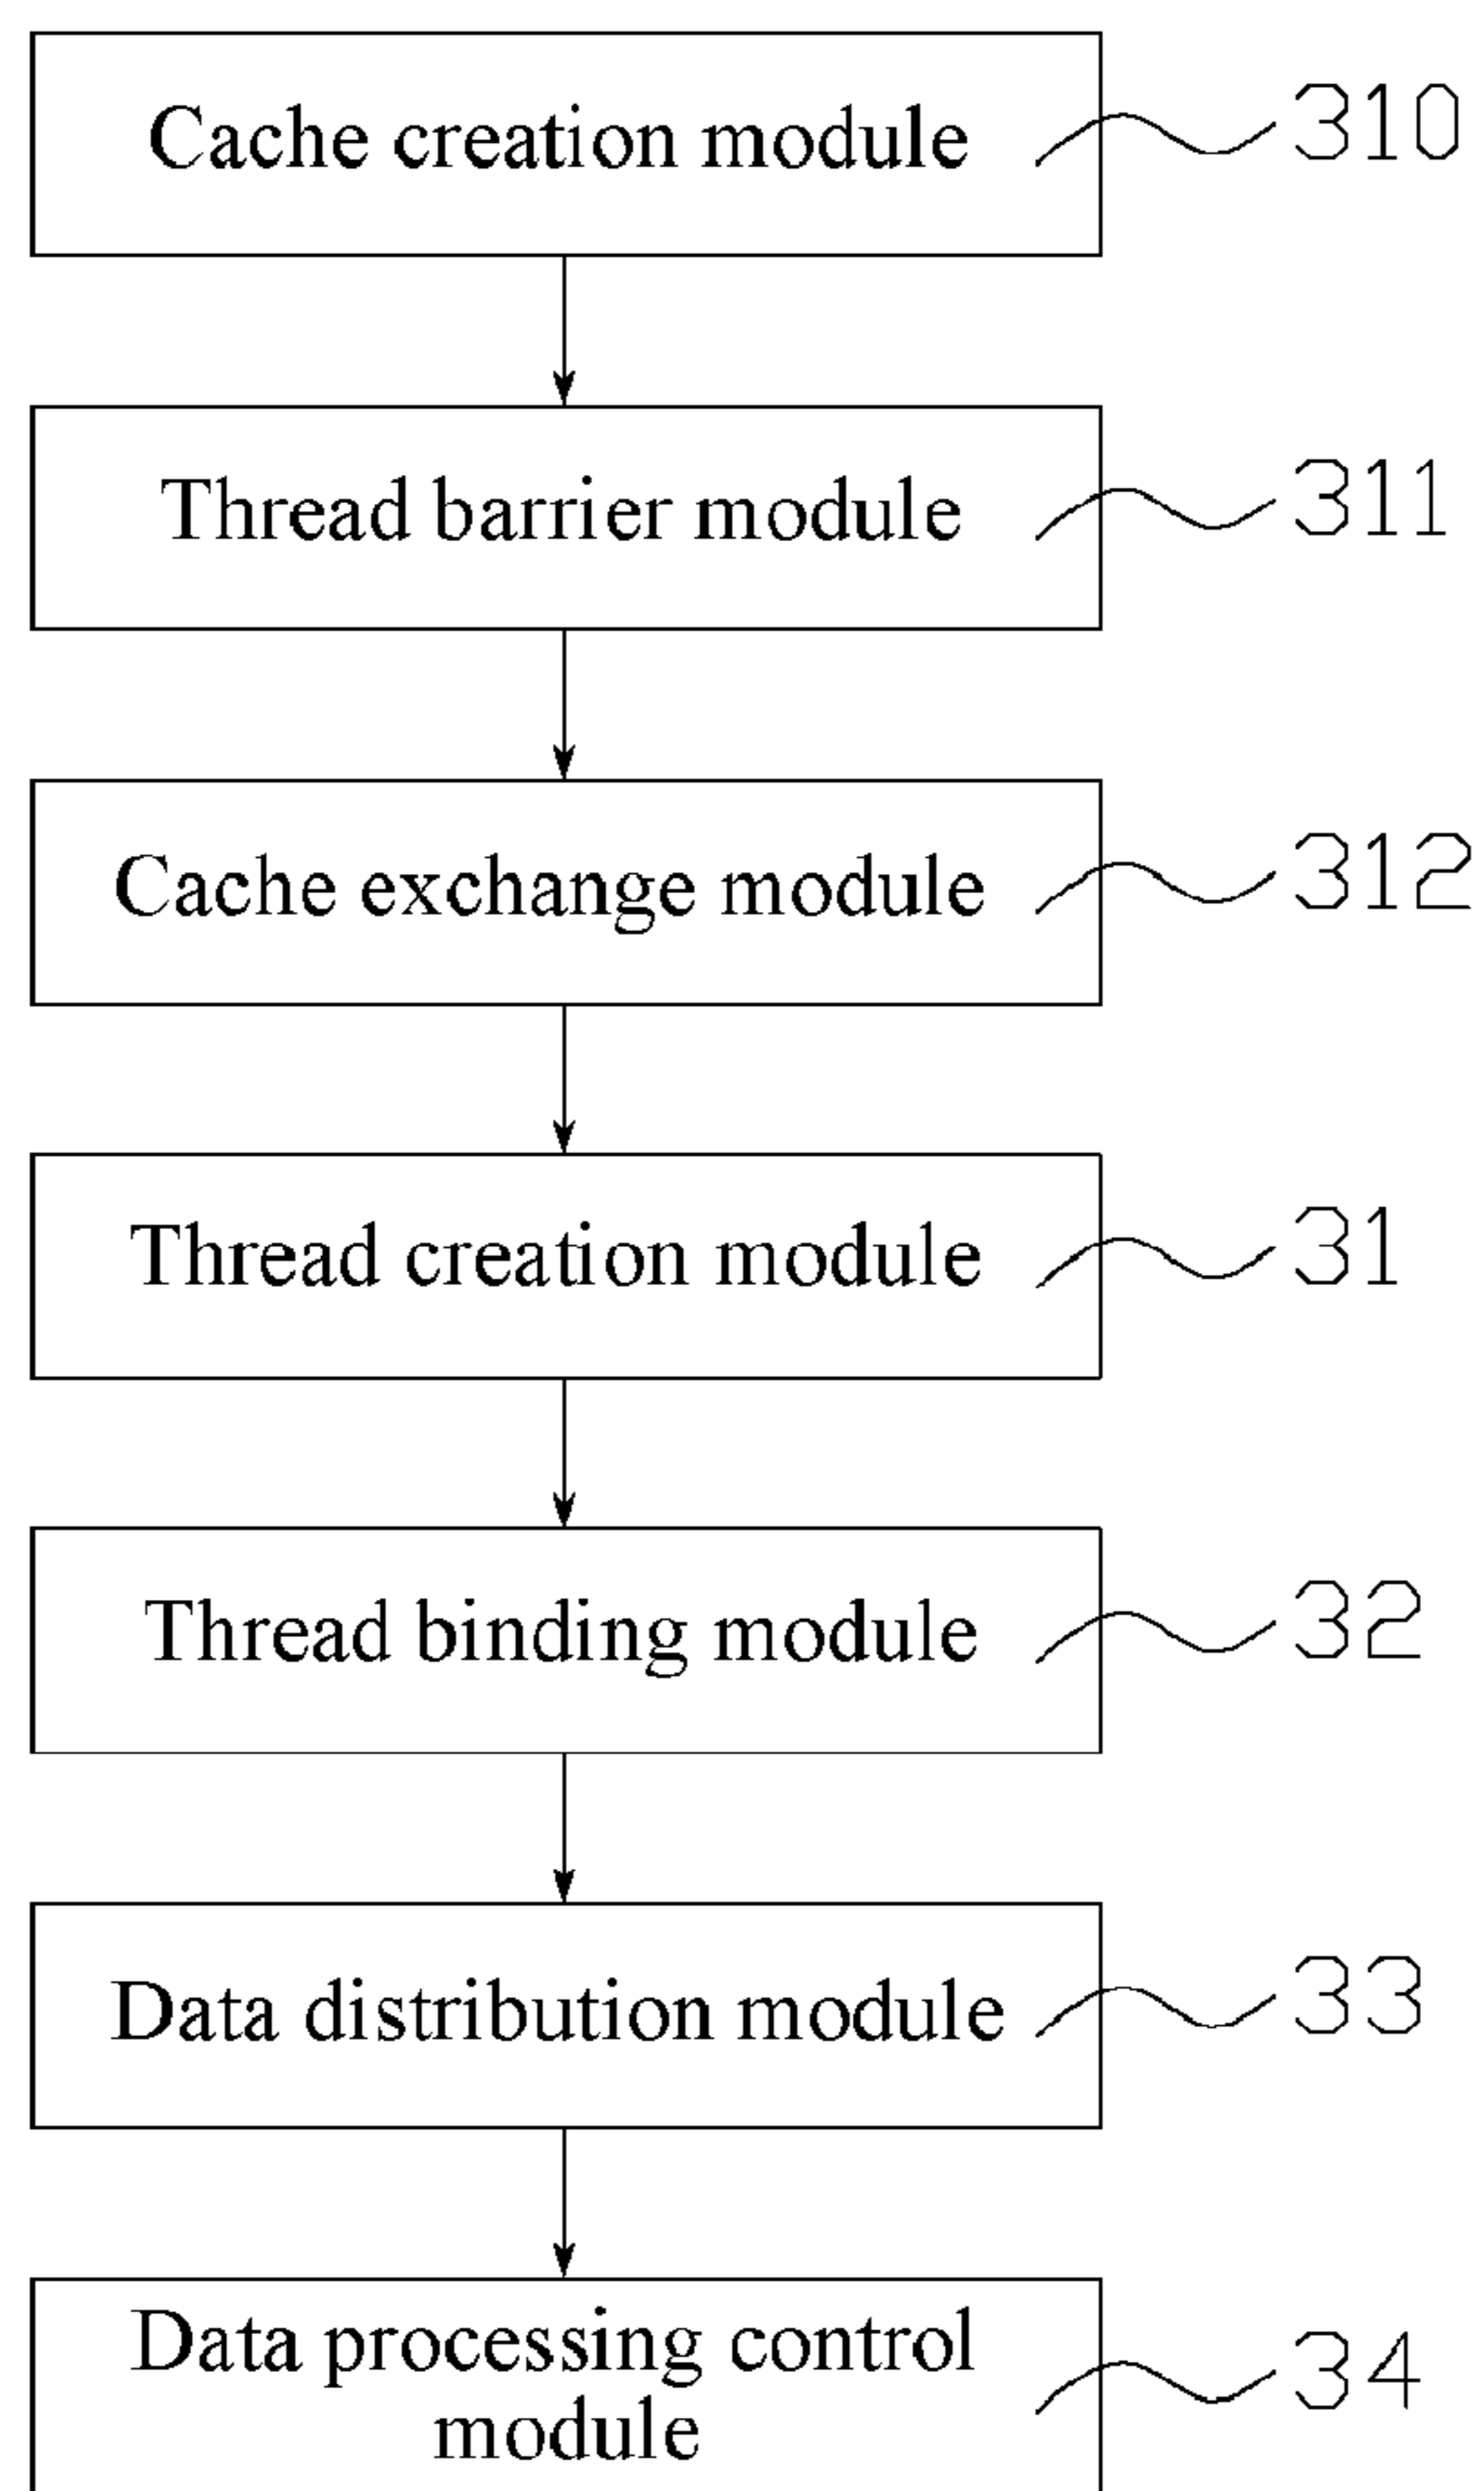 Cache creation module 310
Thread barrier module 311
Cache exchange module 312
Thread creation module 31
Thread binding module 32
Data distribution module 33
Data processing control 34
module